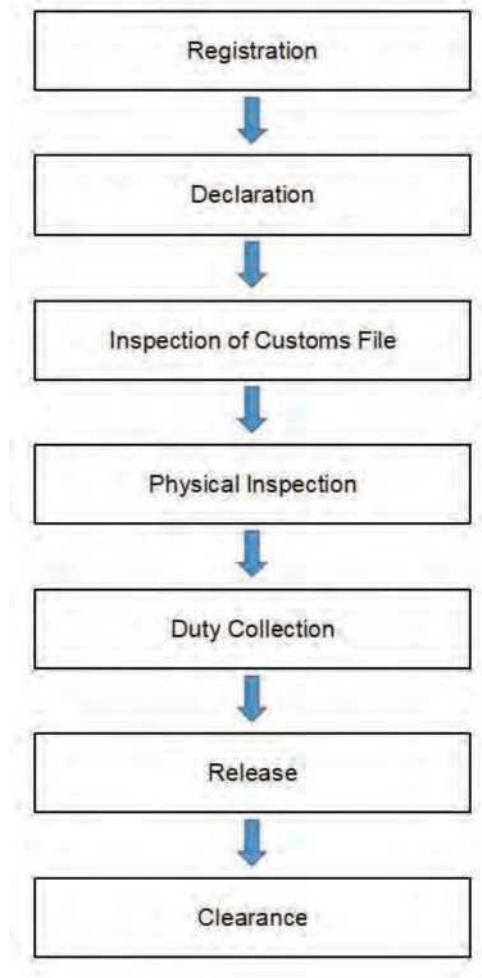 Registration
Declaration
Inspection of Customs File
Physical Inspection
Duty Collection
Release
Clearance